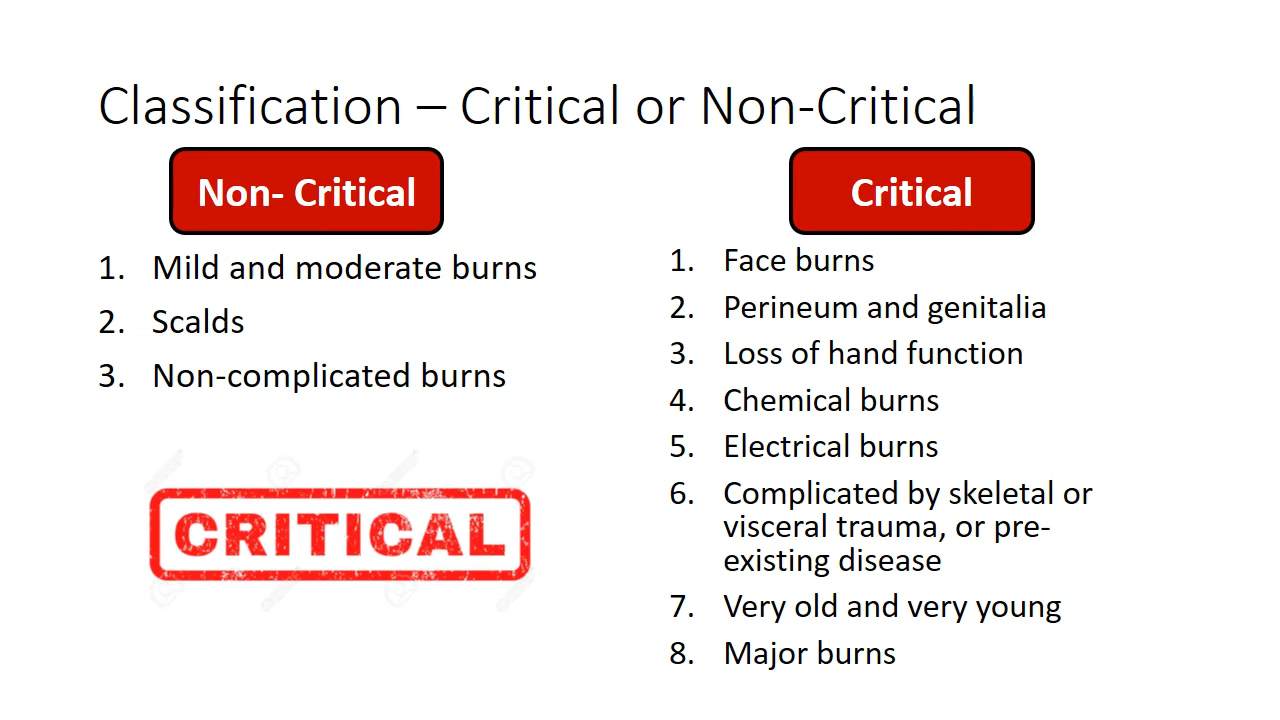 Classification – Critical or Non-Critical
Non- Critical
1. Mild and moderate burns
2. Scalds
3. Non-complicated burns
CRITICAL
Critical
1. Face burns
2. Perineum and genitalia
3. Loss of hand function
4. Chemical burns
5. Electrical burns
6. Complicated by skeletal or
visceral trauma, or pre-
existing disease
7. Very old and very young
8. Major burns